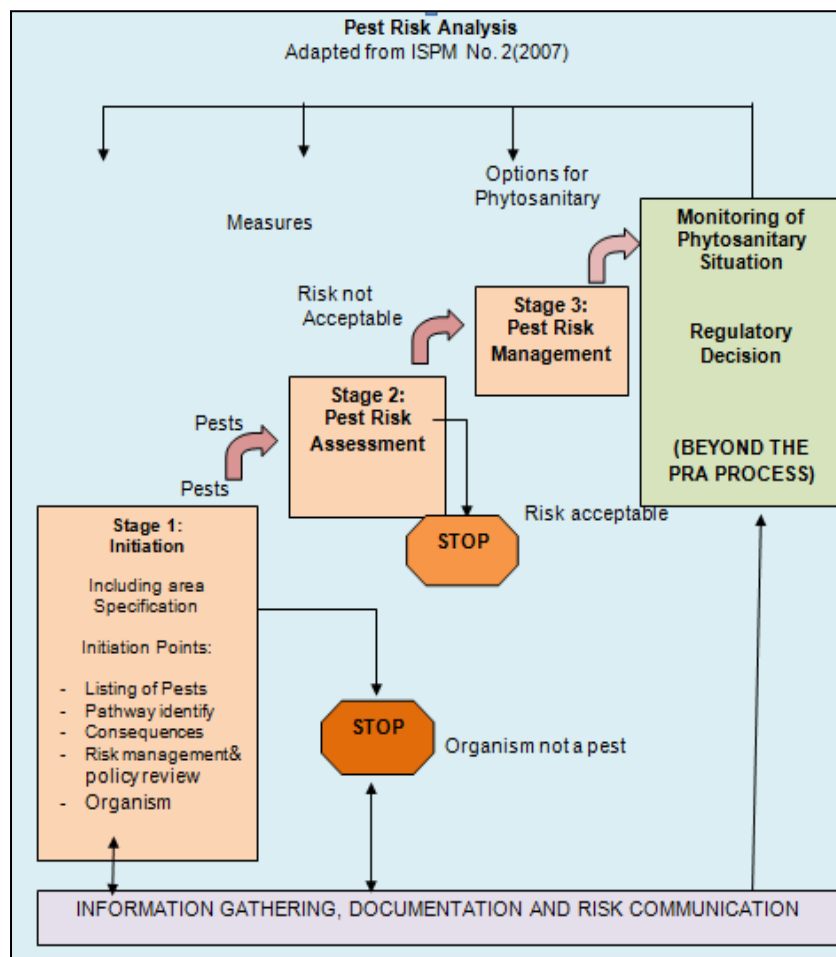 Pest Risk Analysis
Adapted from ISPM No. 2(2007)
Options for
Phytosanitary
Measures
Monitoring of
Phytosanitary
Situation
Regulatory
Decision
(BEYOND THE
PRA PROCESS)
Risk not
Acceptable
Stage 3:
Pest Risk
Management
Stage 2:
Pest Risk
Assessment
Pests
Pests
Risk acceptable
STOP
Stage 1:
Initiation
Including area
Specification
Initiation Points:
- Listing of Pests
- Pathway identify
- Consequences
- Risk management&
policy review
- Organism
STOP
Organism not a pest
INFORMATION GATHERING, DOCUMENTATION AND RISK COMMUNICATION